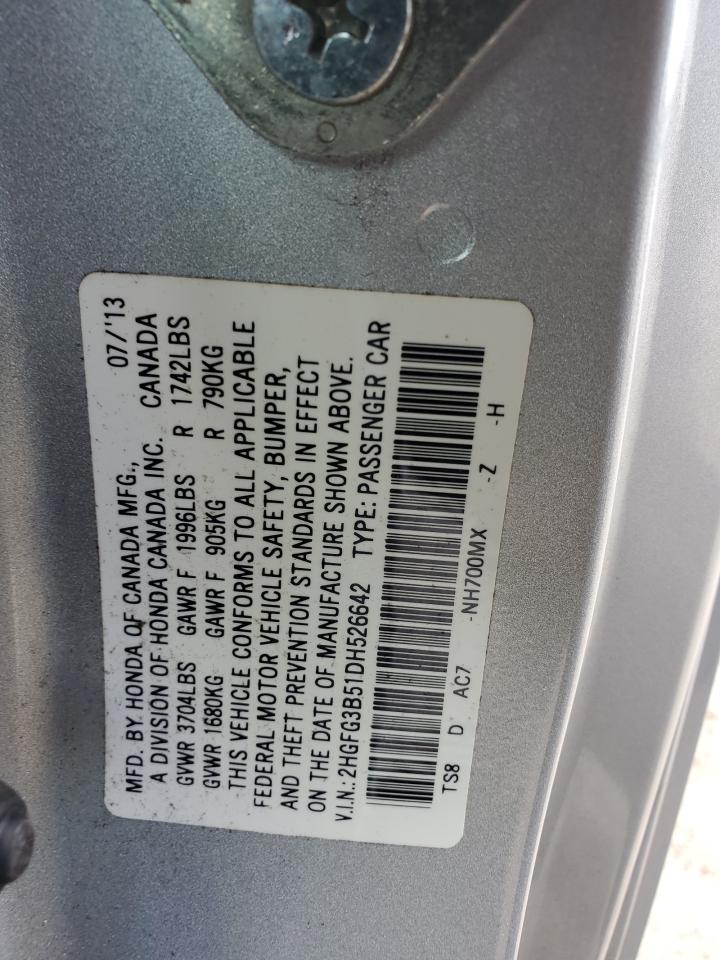 MFD. BY HONDA OF CANADA MFG., 07/'13
A DIVISION OF HONDA CANADA INC. CANADA
GVWR 3704LBS GAWR F 1996LBS R 1742LBS
GVWR 1680KG GAWR F 905KG R 790KG
THIS VEHICLE CONFORMS TO ALL APPLICABLE
FEDERAL MOTOR VEHICLE SAFETY, BUMPER,
AND THEFT PREVENTION STANDARDS IN EFFECT
ON THE DATE OF MANUFACTURE SHOWN ABOVE.
V.I.N.: 2HGFG3B51DH526642 TYPE: PASSENGER CAR
TS8 D AC7 -NH700MX -Z -H